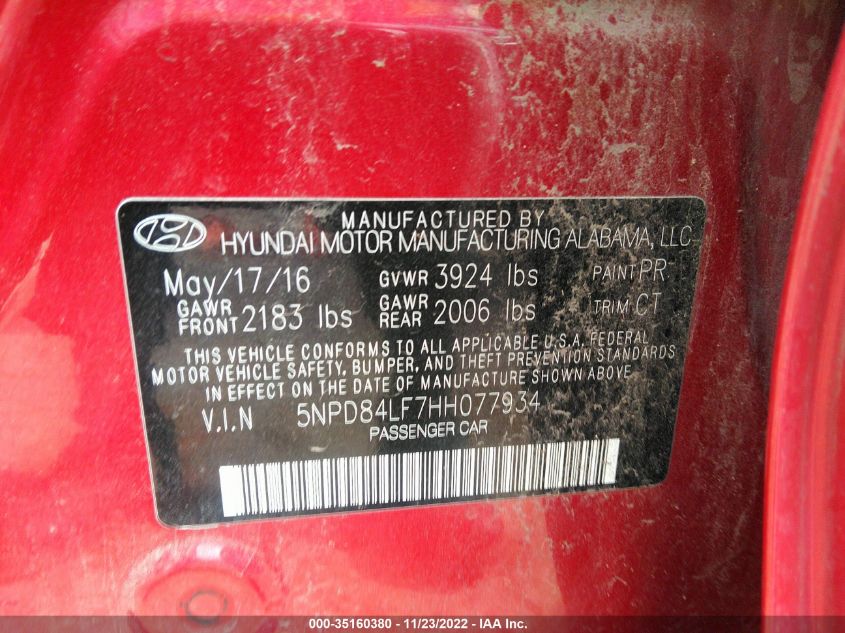 MANUFACTURED BY
HYUNDAI MOTOR MANUFACTURING ALABAMA, LLC
May/17/16 GVWR 3924 lbs PAINT PR
GAWR FRONT 2183 lbs GAWR REAR 2006 lbs TRIM CT
THIS VEHICLE CONFORMS TO ALL APPLICABLE U.S.A. FEDERAL
MOTOR VEHICLE SAFETY, BUMPER, AND THEFT PREVENTION STANDARDS
IN EFFECT ON THE DATE OF MANUFACTURE SHOWN ABOVE.
V.I.N 5NPD84LF7HH077934
PASSENGER CAR
000-35160380 - 11/23/2022 - IAA Inc.